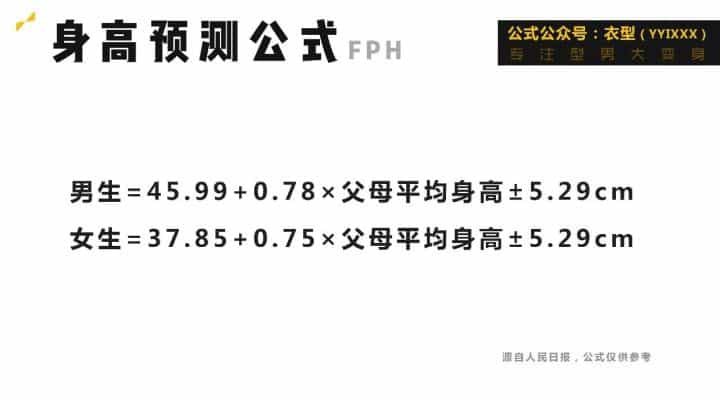 身高预测公式 FPH
公式公众号：衣型（YYIXXX）
专注型男大变身
男生=45.99+0.78×父母平均身高±5.29cm
女生=37.85+0.75×父母平均身高±5.29cm
源自人民日报，公式仅供参考